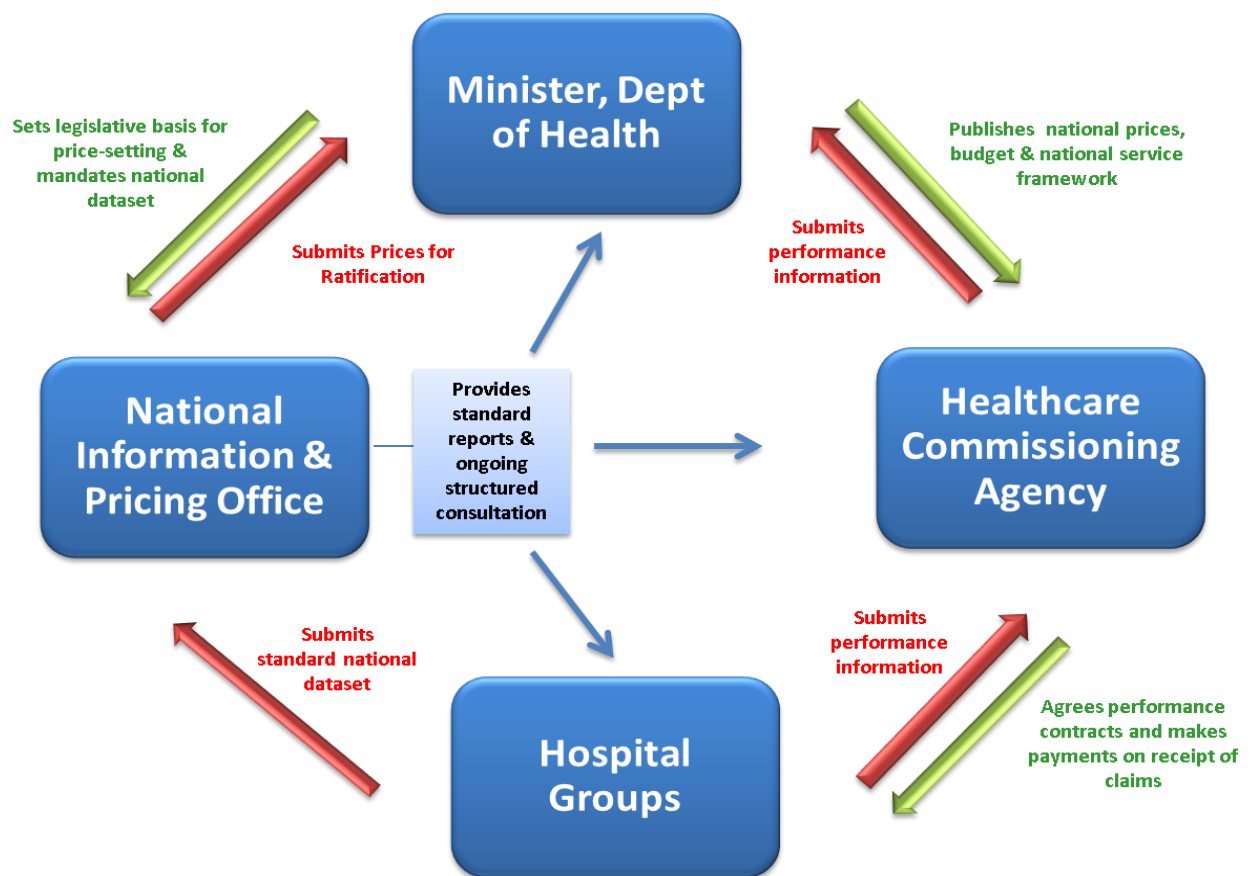 Minister, Dept
of Health
Sets legislative basis for
price-setting &
mandates national
dataset
Publishes  national prices,
budget & national service
framework
Submits Prices for
Ratification
Submits
performance
information
National
Information &
Pricing Office
Provides
standard
reports &
ongoing
structured
consultation
Healthcare
Commissioning
Agency
Submits
standard national
dataset
Submits
performance
information
Hospital
Groups
Agrees performance
contracts and makes
payments on receipt of
claims